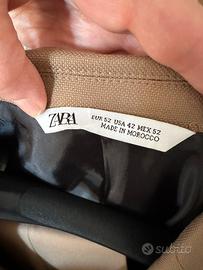 ZARA
EUR 52 USA 42 MEX 52
MADE IN MOROCCO
subito